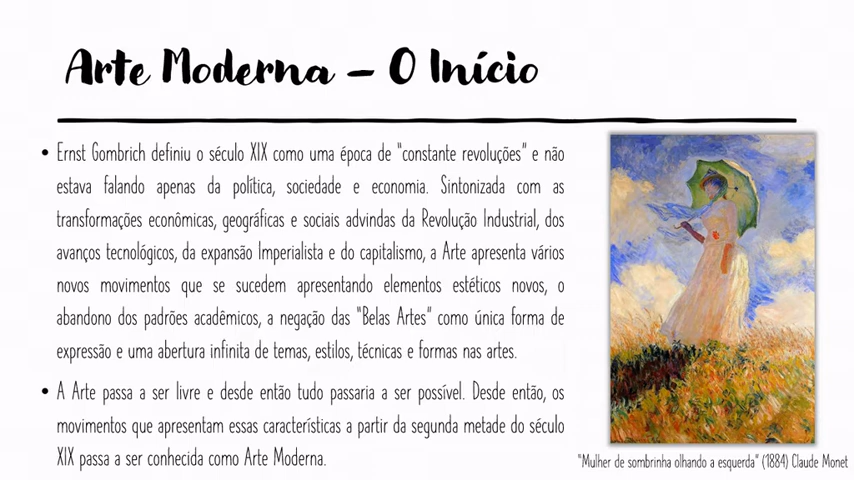 Arte Moderna – O Início
• Ernst Gombrich definiu o século XIX como uma época de "constante revoluções" e não
estava falando apenas da política, sociedade e economia. Sintonizada com as
transformações econômicas, geográficas e sociais advindas da Revolução Industrial, dos
avanços tecnológicos, da expansão Imperialista e do capitalismo, a Arte apresenta vários
novos movimentos que se sucedem apresentando elementos estéticos novos, o
abandono dos padrões acadêmicos, a negação das "Belas Artes" como única forma de
expressão e uma abertura infinita de temas, estilos, técnicas e formas nas artes.
• A Arte passa a ser livre e desde então tudo passaria a ser possível. Desde então, os
movimentos que apresentam essas características a partir da segunda metade do século
XIX passa a ser conhecida como Arte Moderna.
"Mulher de sombrinha olhando a esquerda" (1884) Claude Monet